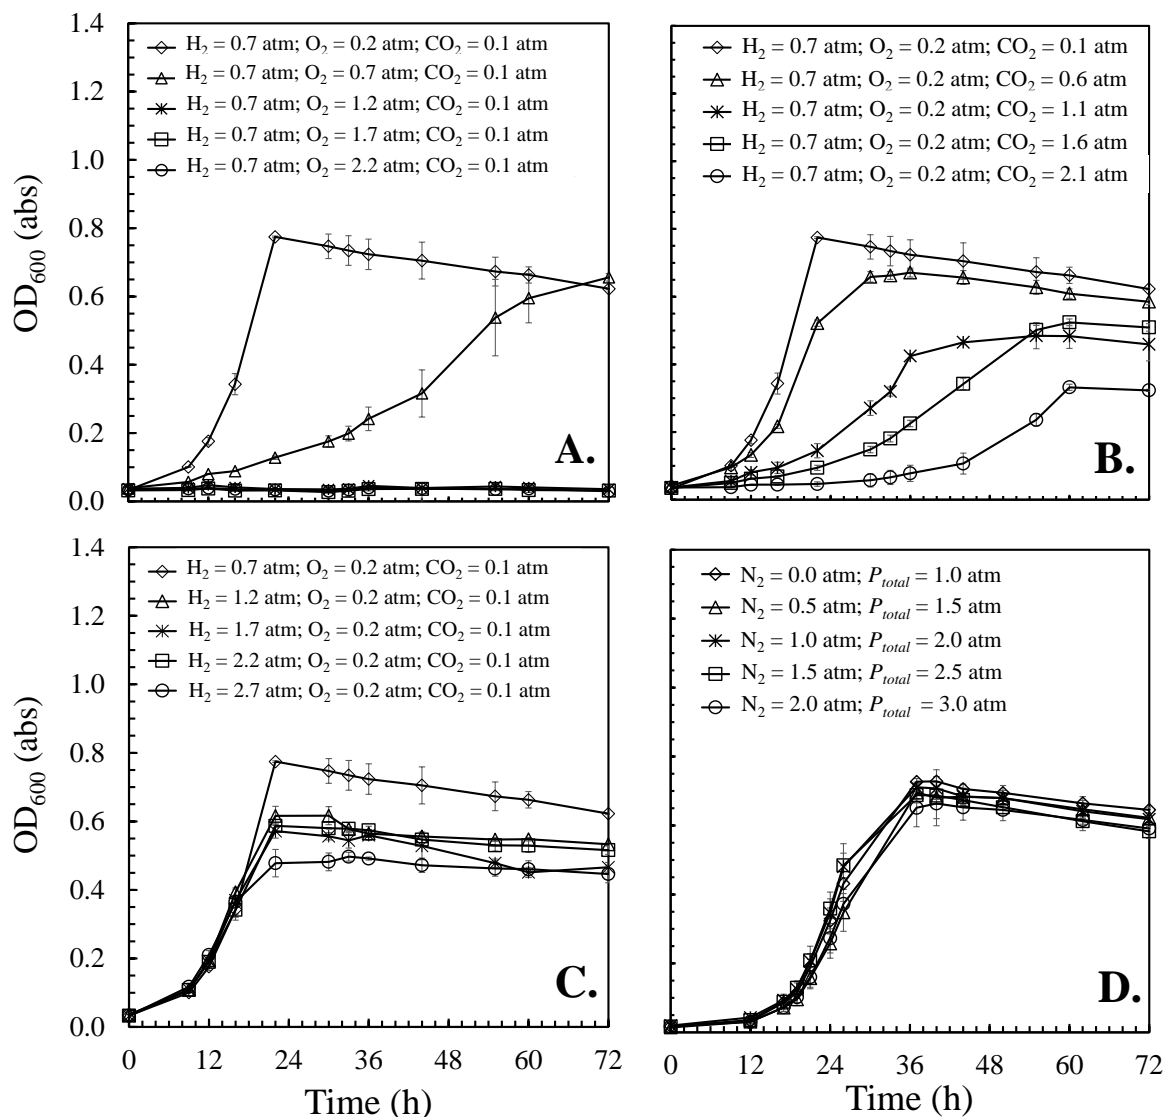 1.4
1.2
1.0
0.8
0.6
0.4
0.2
0.0
OD600 (abs)
H2 = 0.7 atm; O2 = 0.2 atm; CO2 = 0.1 atm
H2 = 0.7 atm; O2 = 0.7 atm; CO2 = 0.1 atm
H2 = 0.7 atm; O2 = 1.2 atm; CO2 = 0.1 atm
H2 = 0.7 atm; O2 = 1.7 atm; CO2 = 0.1 atm
H2 = 0.7 atm; O2 = 2.2 atm; CO2 = 0.1 atm
A.
H2 = 0.7 atm; O2 = 0.2 atm; CO2 = 0.1 atm
H2 = 0.7 atm; O2 = 0.2 atm; CO2 = 0.6 atm
H2 = 0.7 atm; O2 = 0.2 atm; CO2 = 1.1 atm
H2 = 0.7 atm; O2 = 0.2 atm; CO2 = 1.6 atm
H2 = 0.7 atm; O2 = 0.2 atm; CO2 = 2.1 atm
B.
1.4
1.2
1.0
0.8
0.6
0.4
0.2
0.0
OD600 (abs)
H2 = 0.7 atm; O2 = 0.2 atm; CO2 = 0.1 atm
H2 = 1.2 atm; O2 = 0.2 atm; CO2 = 0.1 atm
H2 = 1.7 atm; O2 = 0.2 atm; CO2 = 0.1 atm
H2 = 2.2 atm; O2 = 0.2 atm; CO2 = 0.1 atm
H2 = 2.7 atm; O2 = 0.2 atm; CO2 = 0.1 atm
C.
0 12 24 36 48 60 72
Time (h)
N2 = 0.0 atm; Ptotal = 1.0 atm
N2 = 0.5 atm; Ptotal = 1.5 atm
N2 = 1.0 atm; Ptotal = 2.0 atm
N2 = 1.5 atm; Ptotal = 2.5 atm
N2 = 2.0 atm; Ptotal = 3.0 atm
D.
0 12 24 36 48 60 72
Time (h)